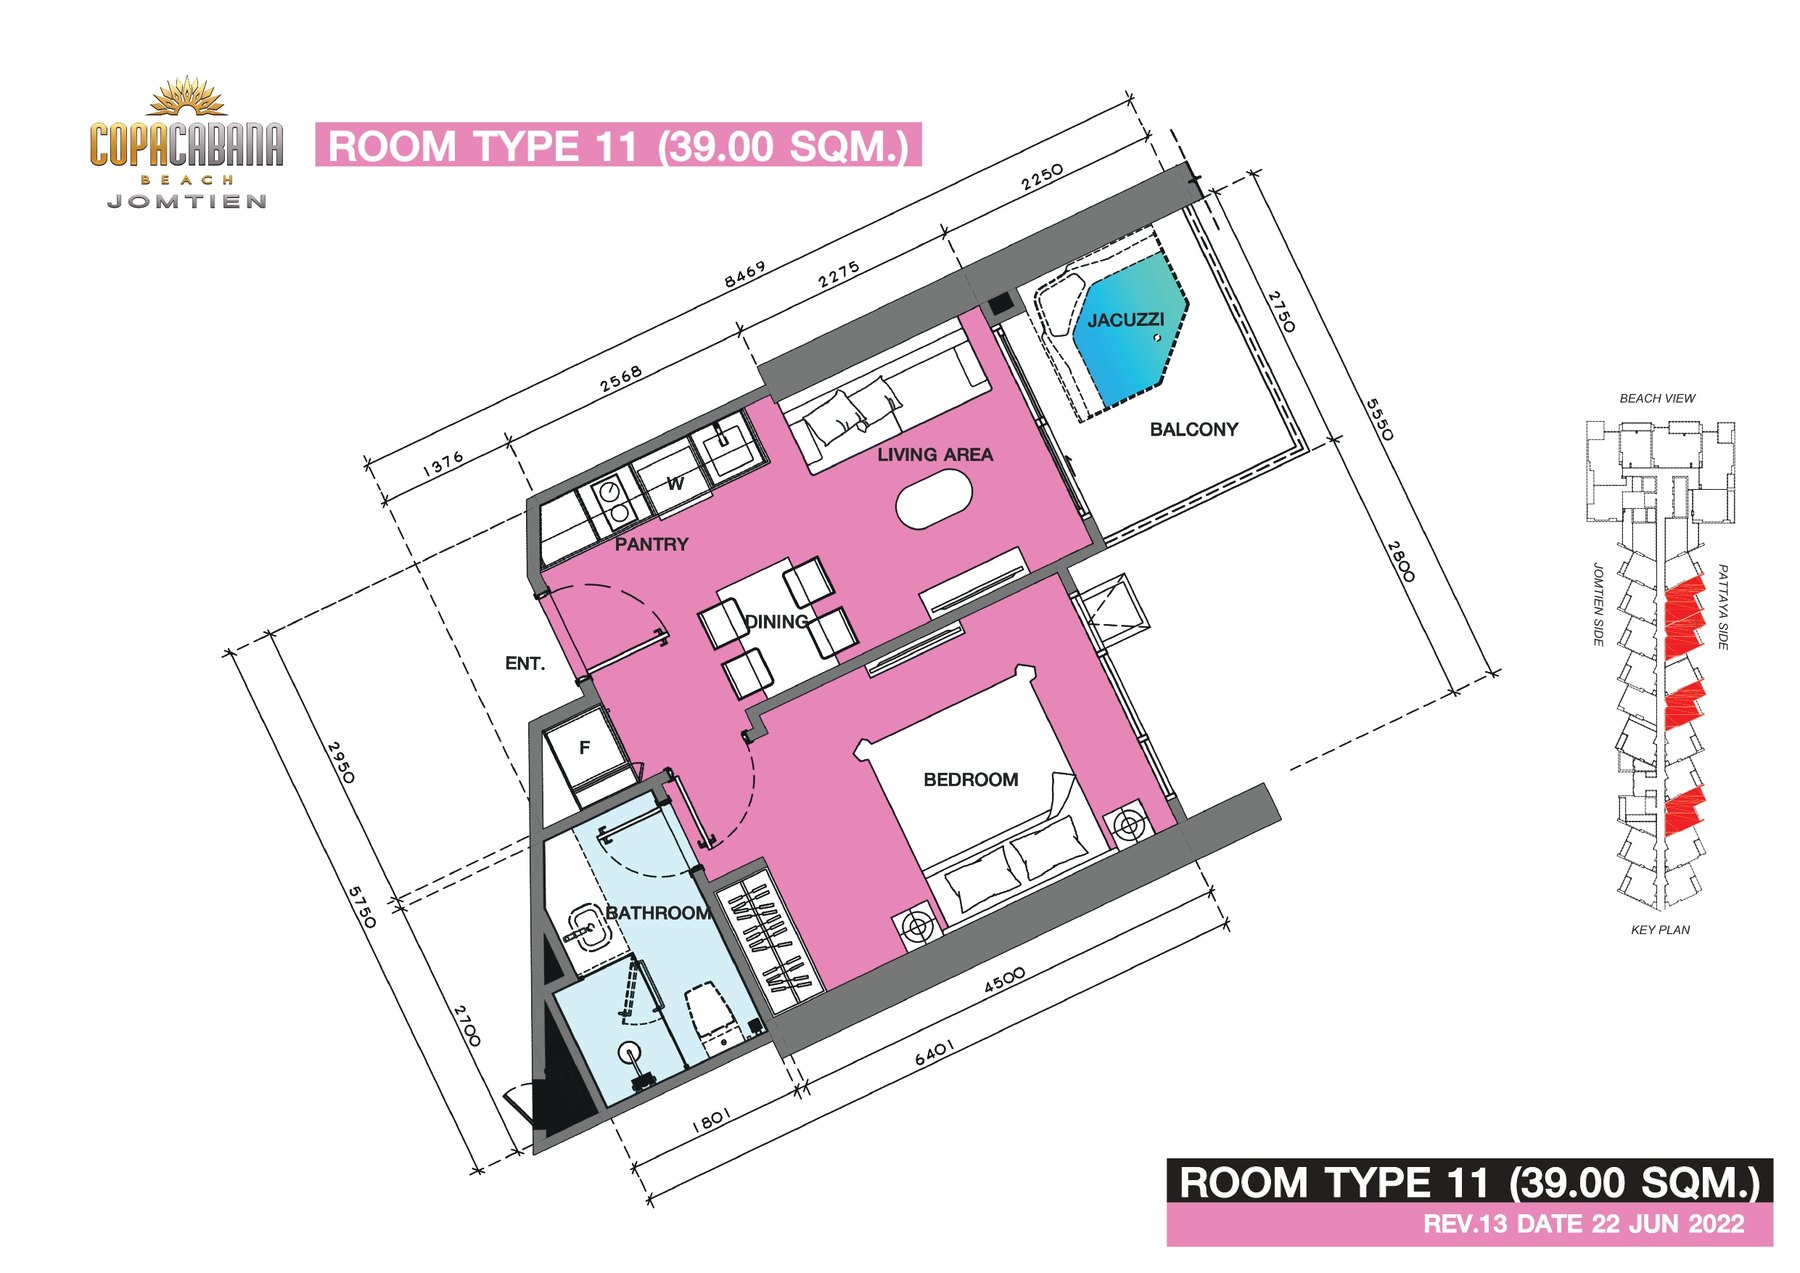 COPACABANA
BEACH
JOMTIEN
ROOM TYPE 11 (39.00 SQM.)
8469
2250
2275
2568
1376
2750
5550
2800
JACUZZI
BALCONY
LIVING AREA
W
PANTRY
DINING
ENT.
F
BEDROOM
BATHROOM
2950
5750
2700
4500
6401
1801
BEACH VIEW
JOMTIEN SIDE
PATTAYA SIDE
KEY PLAN
ROOM TYPE 11 (39.00 SQM.)
REV.13 DATE 22 JUN 2022